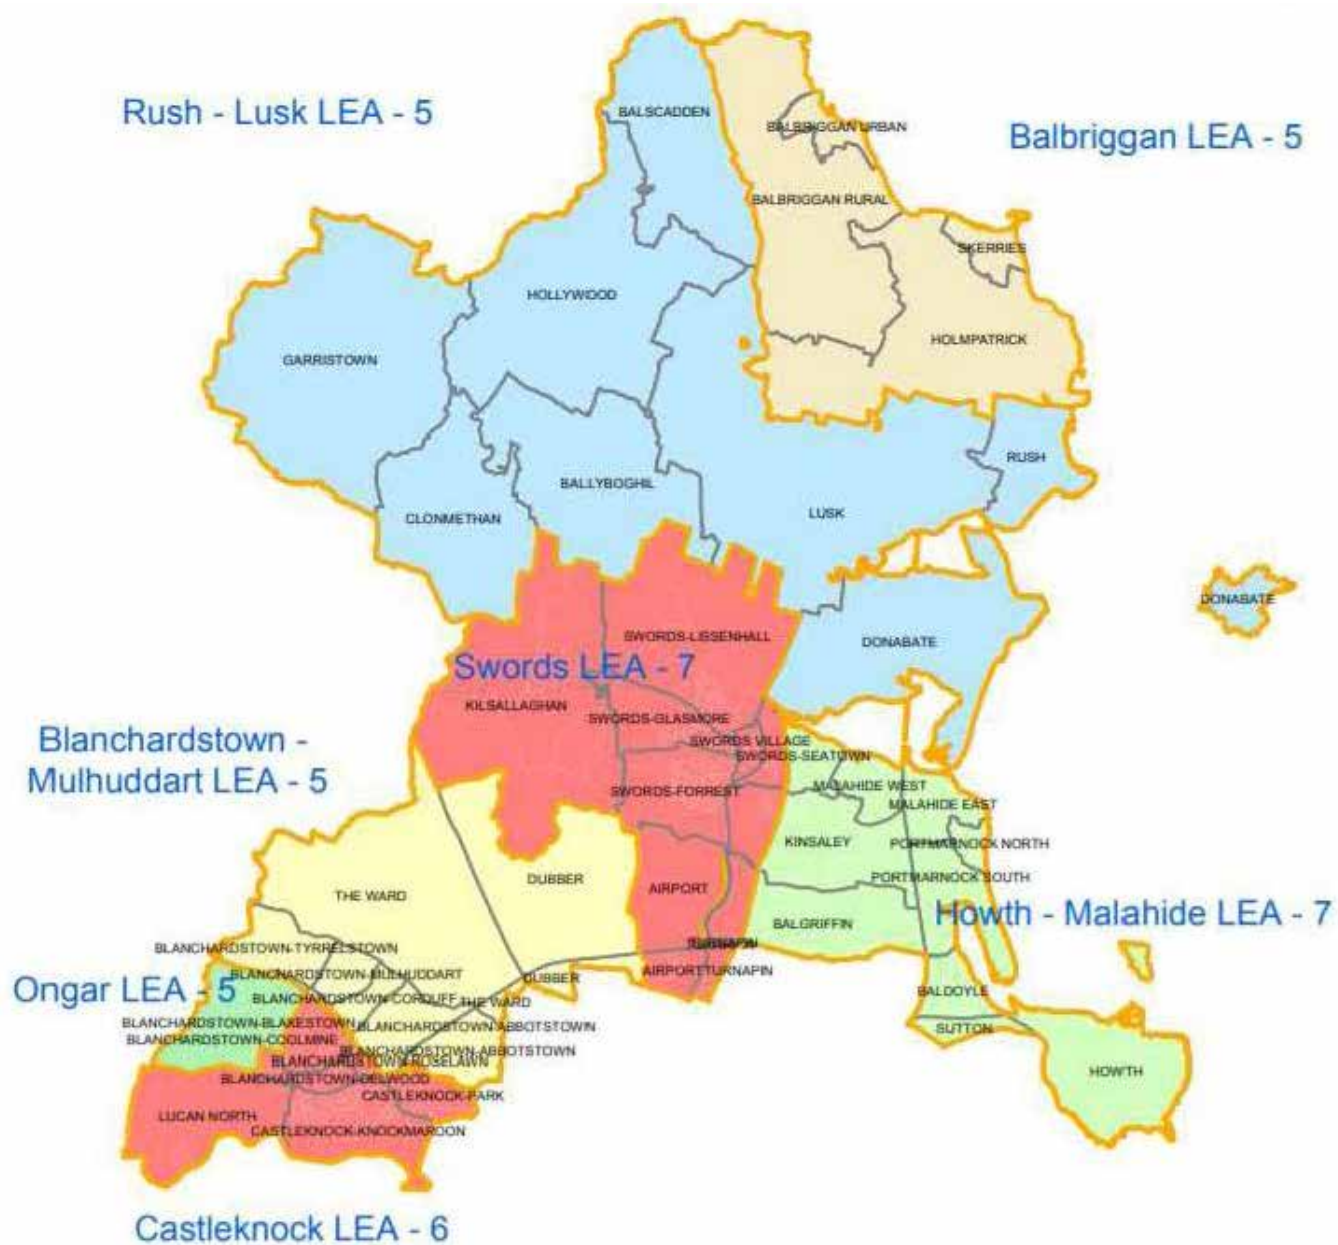 Rush - Lusk LEA - 5
BALSCADDEN
BALBRIGGAN URBAN
Balbriggan LEA - 5
BALBRIGGAN RURAL
SKERRIES
HOLLYWOOD
HOLMPATRICK
GARRISTOWN
RUSH
BALLYBOGHIL
LUSK
CLONMETHAN
DONABATE
SWORDS-LISSENHALL
DONABATE
Swords LEA - 7
KILSALLAGHAN
SWORDS-GLASMORE
SWORDS VILLAGE
SWORDS-SEATOWN
Blanchardstown -
Mulhuddart LEA - 5
MALAHIDE WEST
SWORDS-FORREST
MALAHIDE EAST
KINSALEY
PORTMARNOCK NORTH
DUBBER
PORTMARNOCK SOUTH
AIRPORT
THE WARD
Howth - Malahide LEA - 7
BALGRIFFIN
BLANCHARDSTOWN-TYRRELSTOWN
AIRPORT
TURNAPIN
BLANCHARDSTOWN-MULHUDDART
DUBBER
Ongar LEA - 5
BALDOYLE
BLANCHARDSTOWN-CORDUFF
THE WARD
BLANCHARDSTOWN-BLAKESTOWN
BLANCHARDSTOWN-ABBOTSTOWN
SUTTON
BLANCHARDSTOWN-COOLMINE
BLANCHARDSTOWN-ABBOTSTOWN
BLANCHARDSTOWN-ROSELAWN
HOWTH
BLANCHARDSTOWN-DELWOOD
CASTLEKNOCK-PARK
LUCAN NORTH
CASTLEKNOCK-KNOCKMAROON
Castleknock LEA - 6